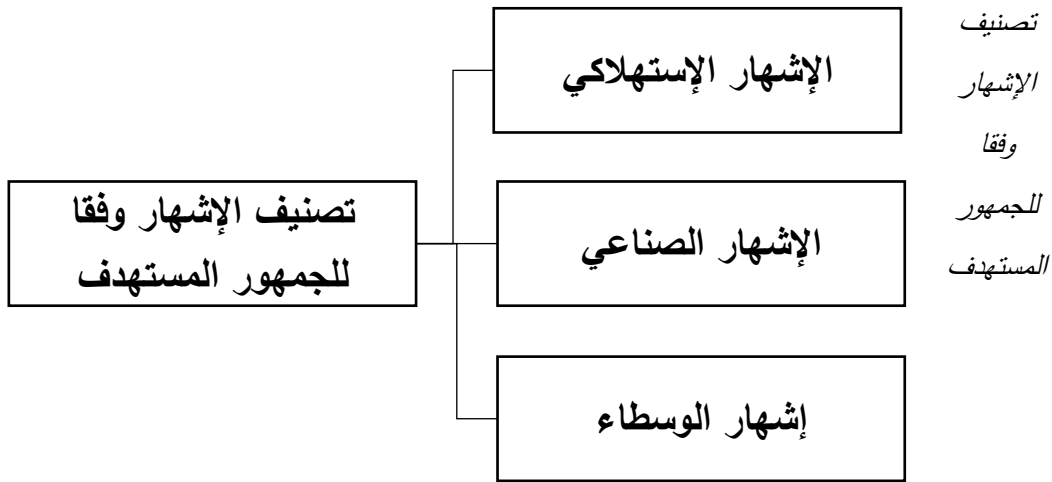 تصنيف
الإشهار
وفقا
للجمهور
المستهدف
الإشهار الإستهلاكي
تصنيف الإشهار وفقا
للجمهور المستهدف
الإشهار الصناعي
إشهار الوسطاء